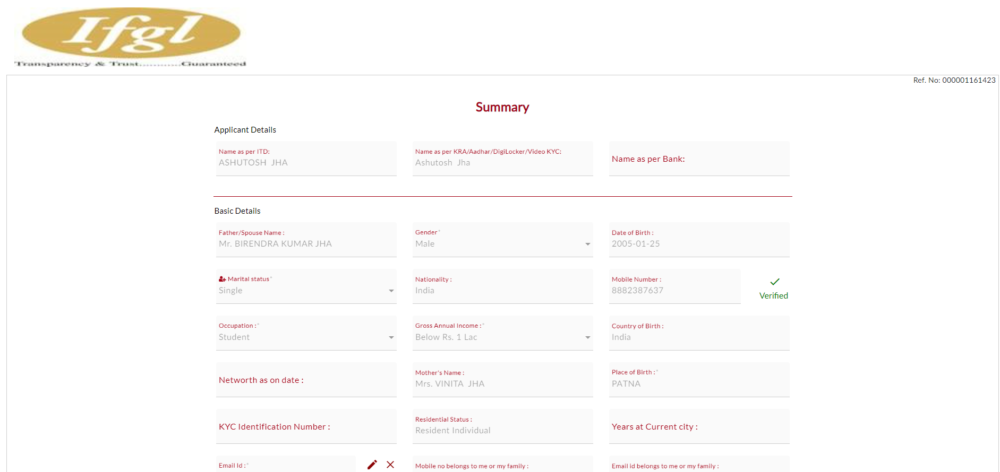 Ifgl
Transparency & Trust............Guaranteed
Ref. No: 000001161423
Summary
Applicant Details
Name as per ITD:
ASHUTOSH JHA
Name as per KRA/Aadhar/DigiLocker/Video KYC:
Ashutosh Jha
Name as per Bank:
Basic Details
Father/Spouse Name :
Mr. BIRENDRA KUMAR JHA
Gender*
Male
Date of Birth :
2005-01-25
Marital status*
Single
Nationality :
India
Mobile Number :
8882387637
Verified
Occupation :*
Student
Gross Annual Income :*
Below Rs. 1 Lac
Country of Birth :
India
Networth as on date :
Mother's Name :
Mrs. VINITA JHA
Place of Birth :*
PATNA
KYC Identification Number :
Residential Status :
Resident Individual
Years at Current city :
Email Id :*
Mobile no belongs to me or my family :
Email id belongs to me or my family :